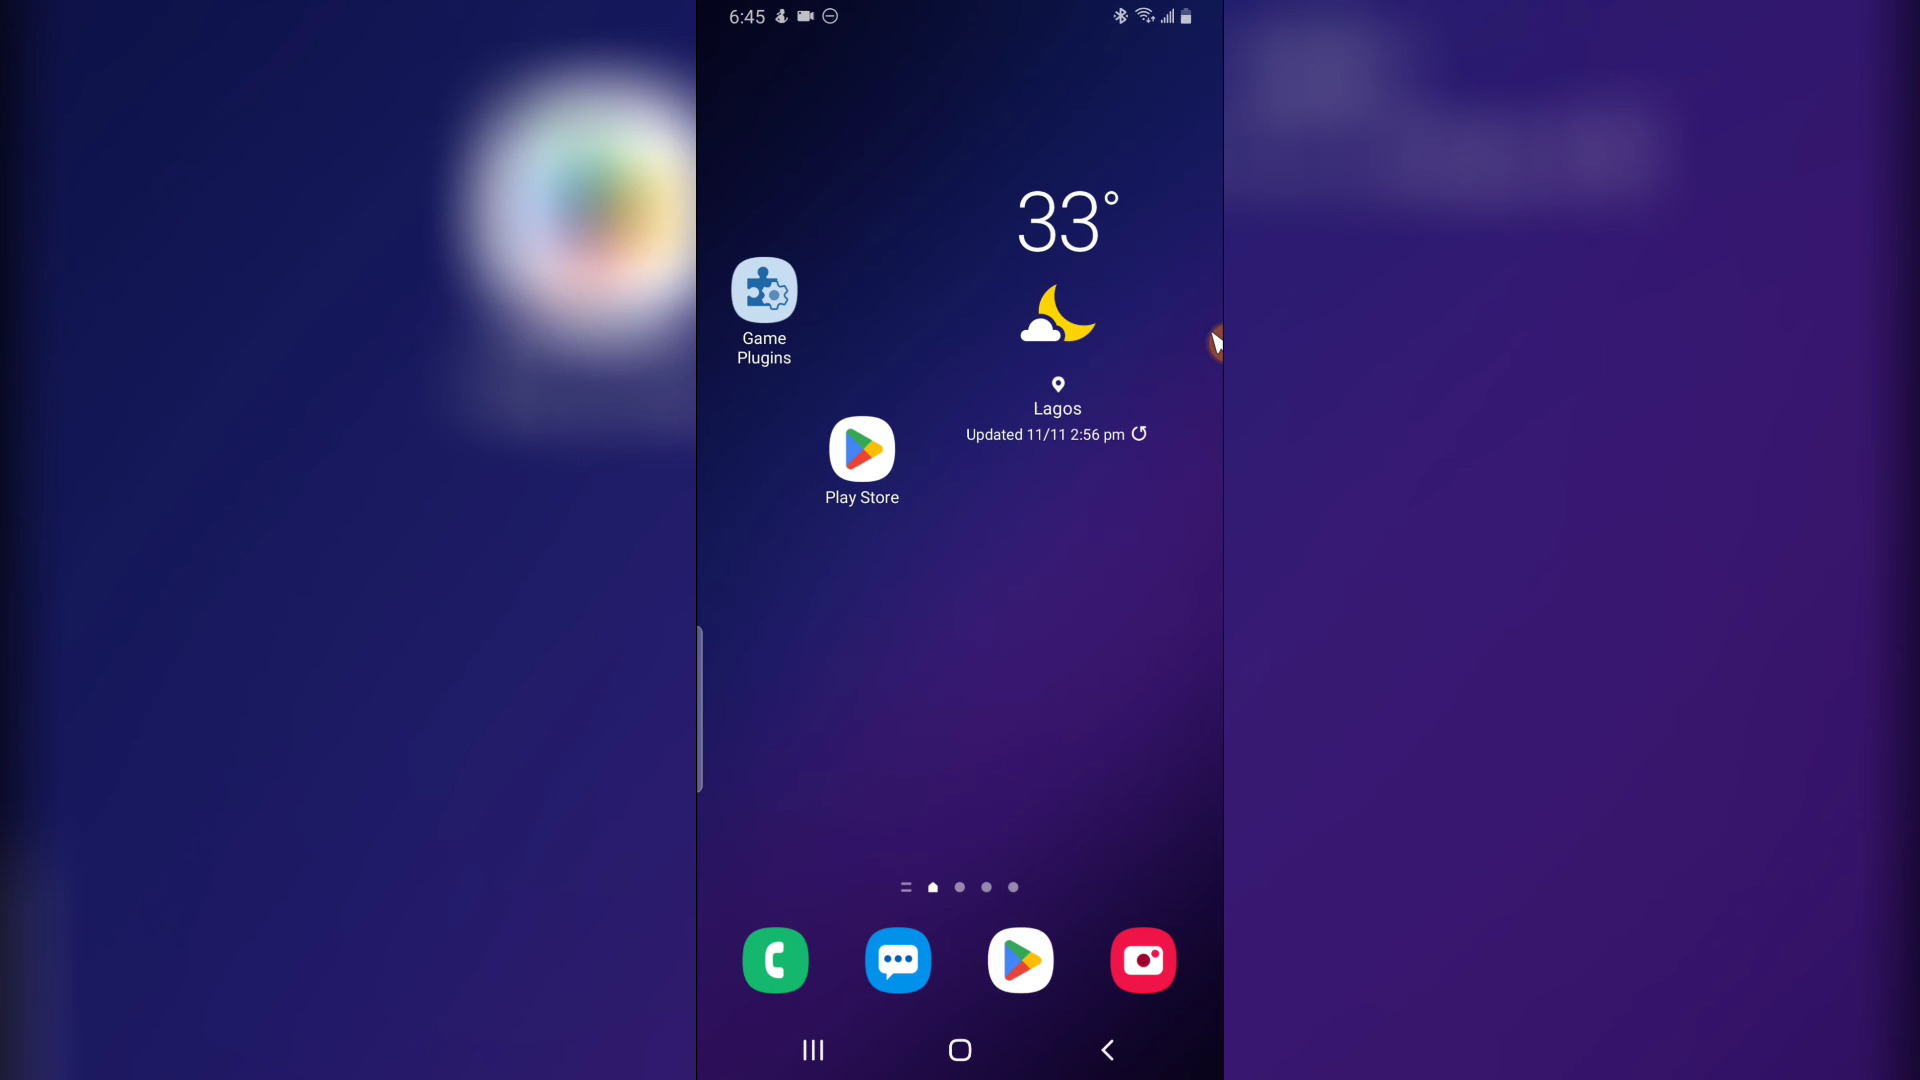 6:45
33°
Game
Plugins
Lagos
Updated 11/11 2:56 pm
Play Store